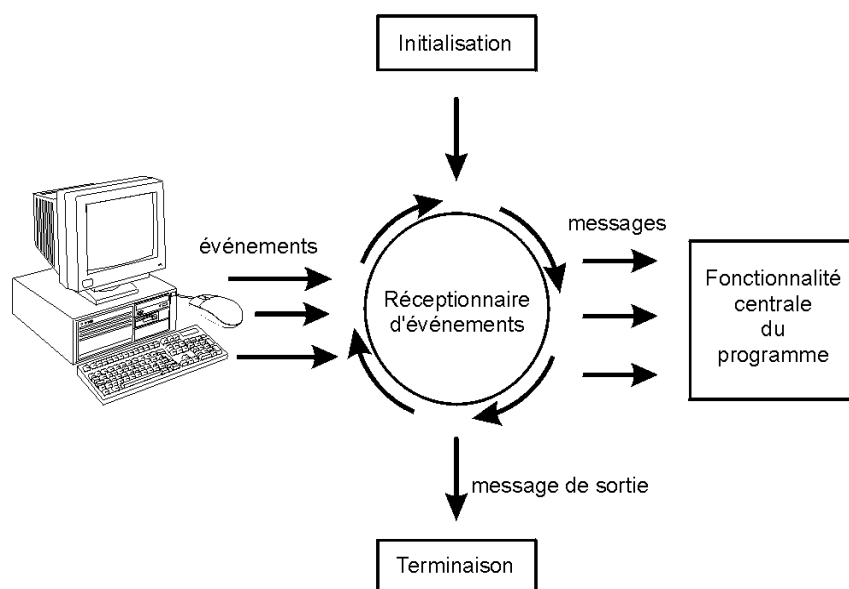 Initialisation
événements
messages
Réceptionnaire
d'événements
Fonctionnalité
centrale
du
programme
message de sortie
Terminaison